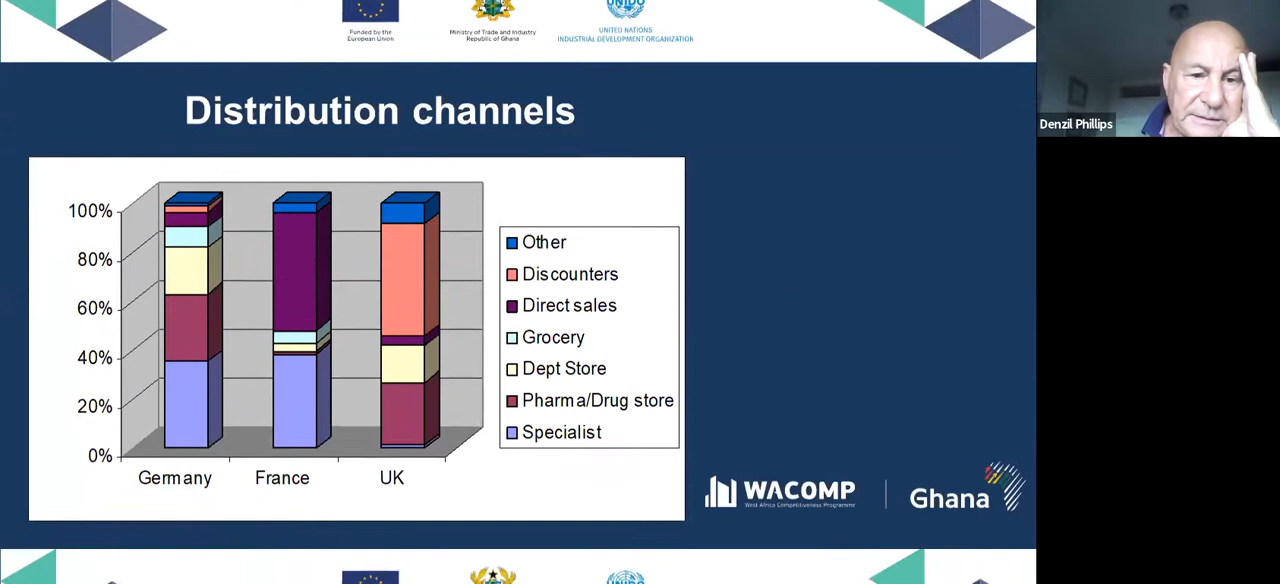 Funded by the
European Union
Ministry of Trade and Industry
Republic of Ghana
UNIDO
UNITED NATIONS
INDUSTRIAL DEVELOPMENT ORGANIZATION
Denzil Phillips
Distribution channels
100%
80%
60%
40%
20%
0%
Germany
France
UK
Other
Discounters
Direct sales
Grocery
Dept Store
Pharma/Drug store
Specialist
WACOMP
West Africa Competitiveness Programme
Ghana
UNIDO